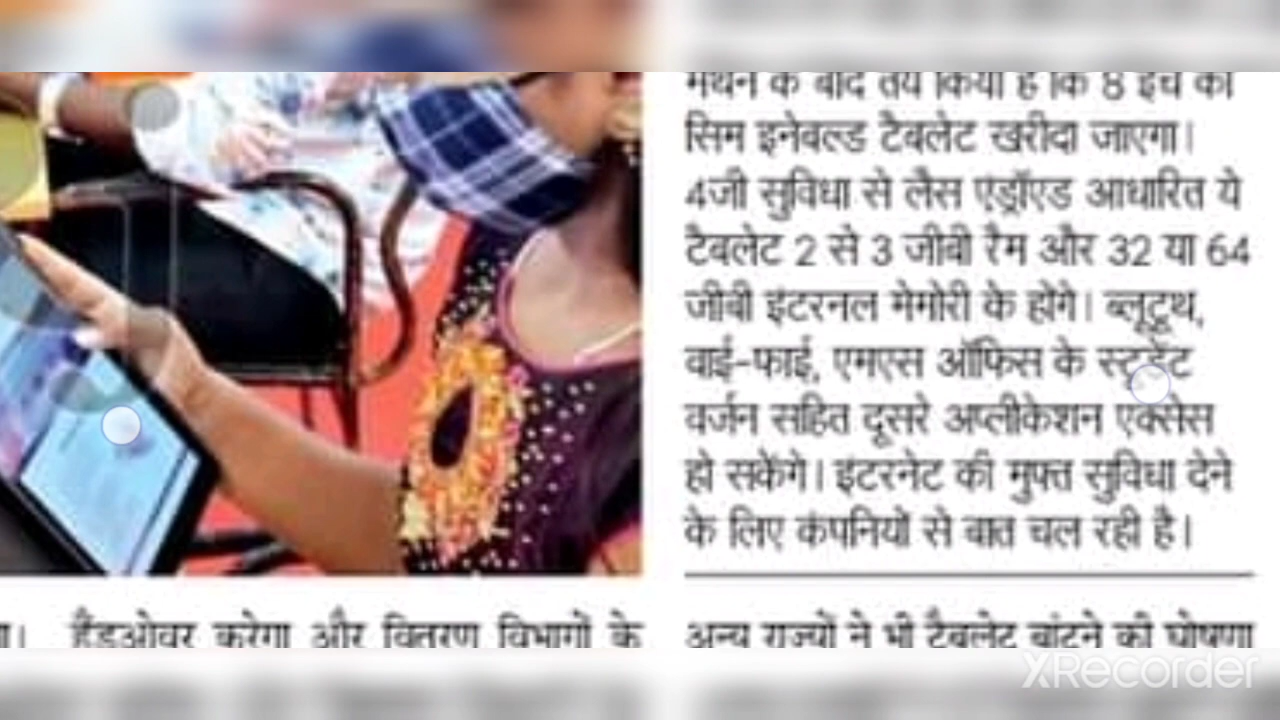 मंथन के बाद तय किया है कि 8 इंच का
सिम इनेबल्ड टैबलेट खरीदा जाएगा।
4जी सुविधा से लैस एंड्रॉएड आधारित ये
टैबलेट 2 से 3 जीबी रैम और 32 या 64
जीबी इंटरनल मेमोरी के होंगे। ब्लूटूथ,
वाई-फाई, एमएस ऑफिस के स्टूडेंट
वर्जन सहित दूसरे अप्लीकेशन एक्सेस
हो सकेंगे। इंटरनेट की मुफ्त सुविधा देने
के लिए कंपनियों से बात चल रही है।
हैंडओवर करेगा और वितरण विभागों के
अन्य राज्यों ने भी टैबलेट बांटने की घोषणा
XRecorder